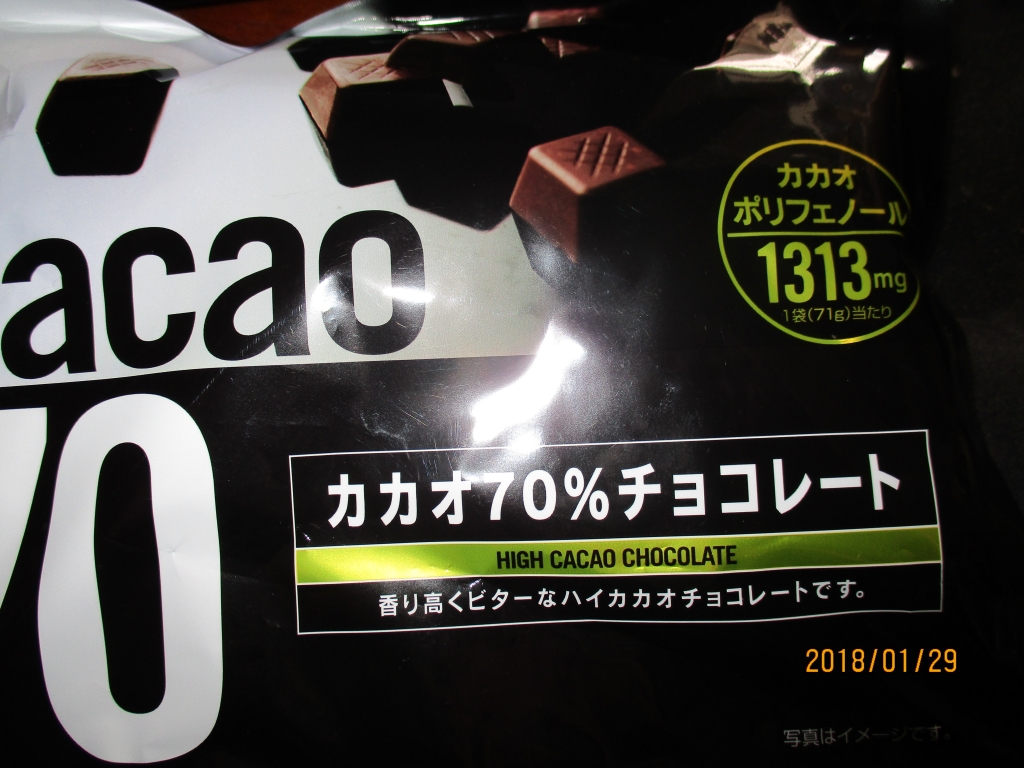 カカオ
ポリフェノール
1313mg
1袋(71g)当たり
acao
70
カカオ70%チョコレート
HIGH CACAO CHOCOLATE
香り高くビターなハイカカオチョコレートです。
2018/01/29
写真はイメージです。